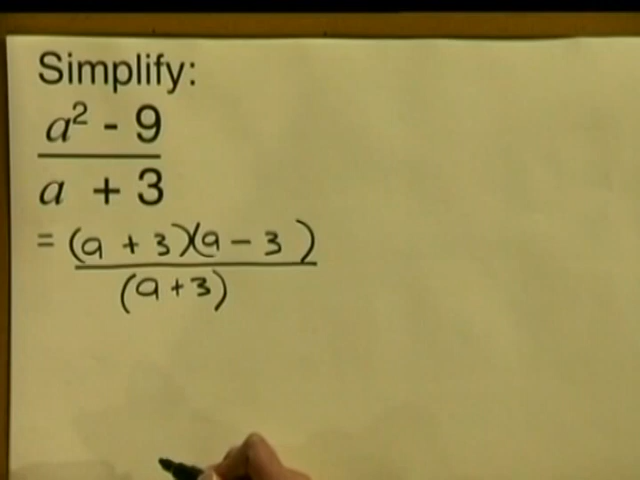 Simplify:
a² - 9
a + 3
= (a + 3)(a - 3)
(a + 3)